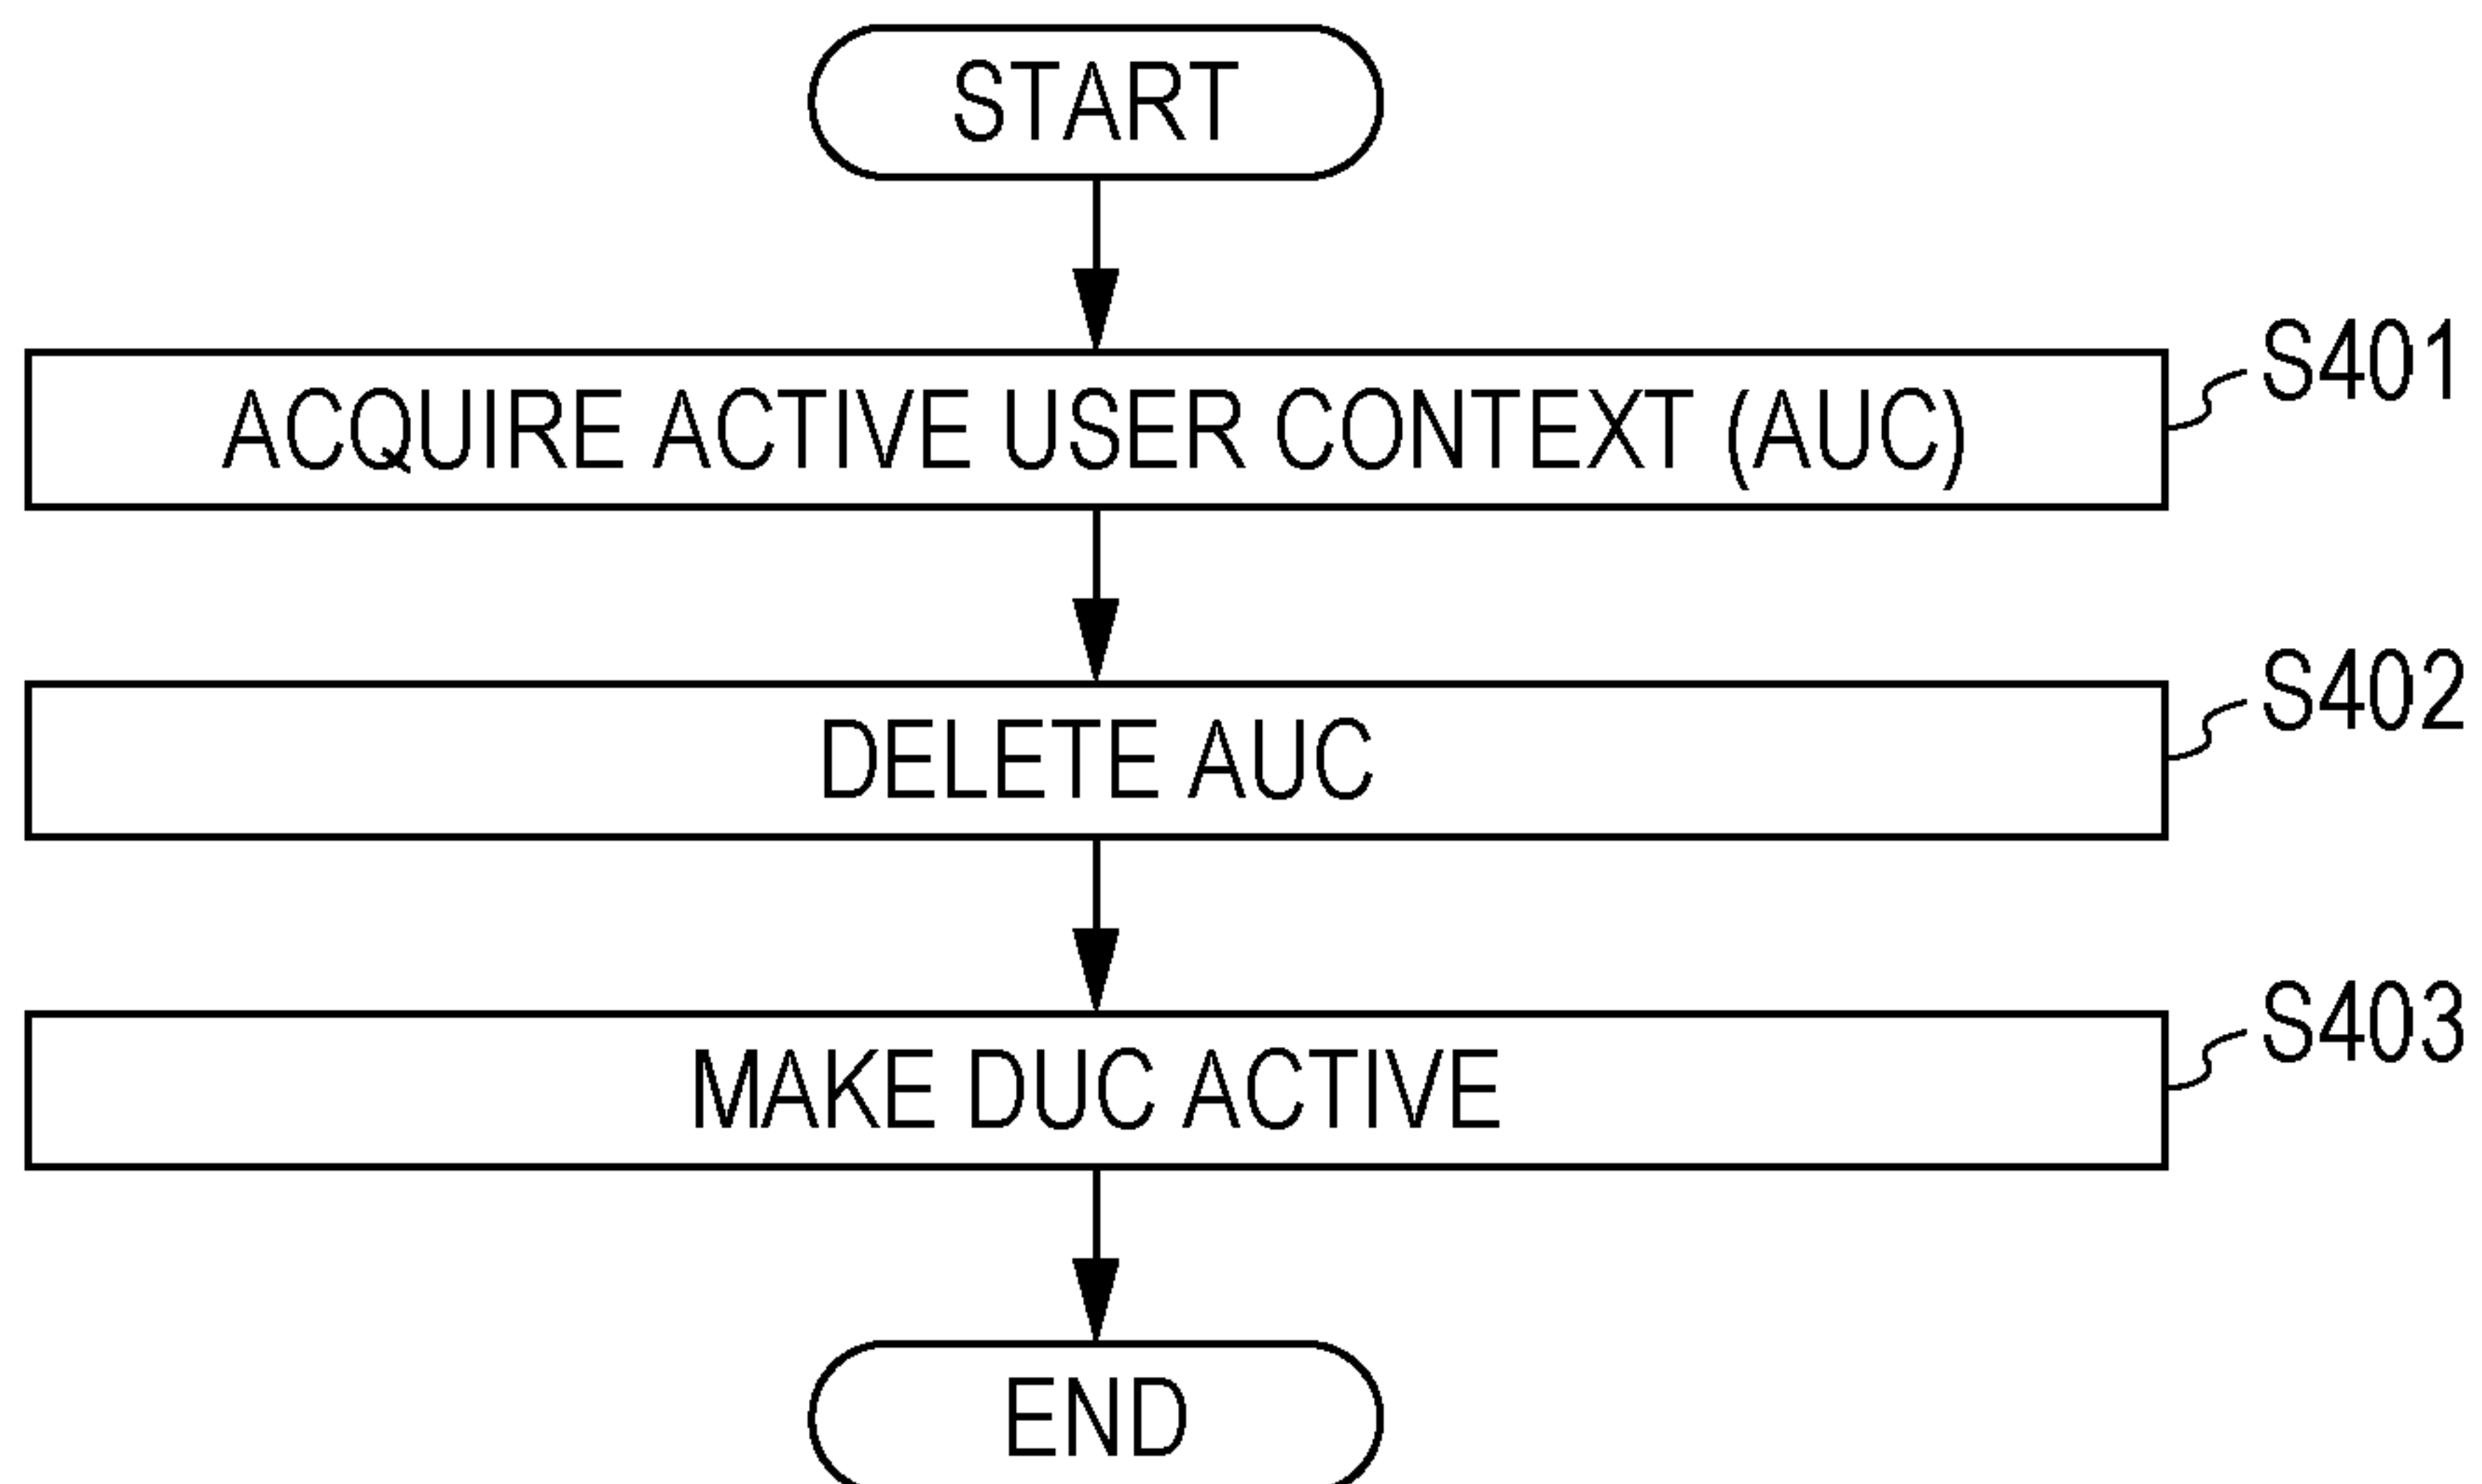 START
ACQUIRE ACTIVE USER CONTEXT (AUC)
S401
DELETE AUC
S402
MAKE DUC ACTIVE
S403
END